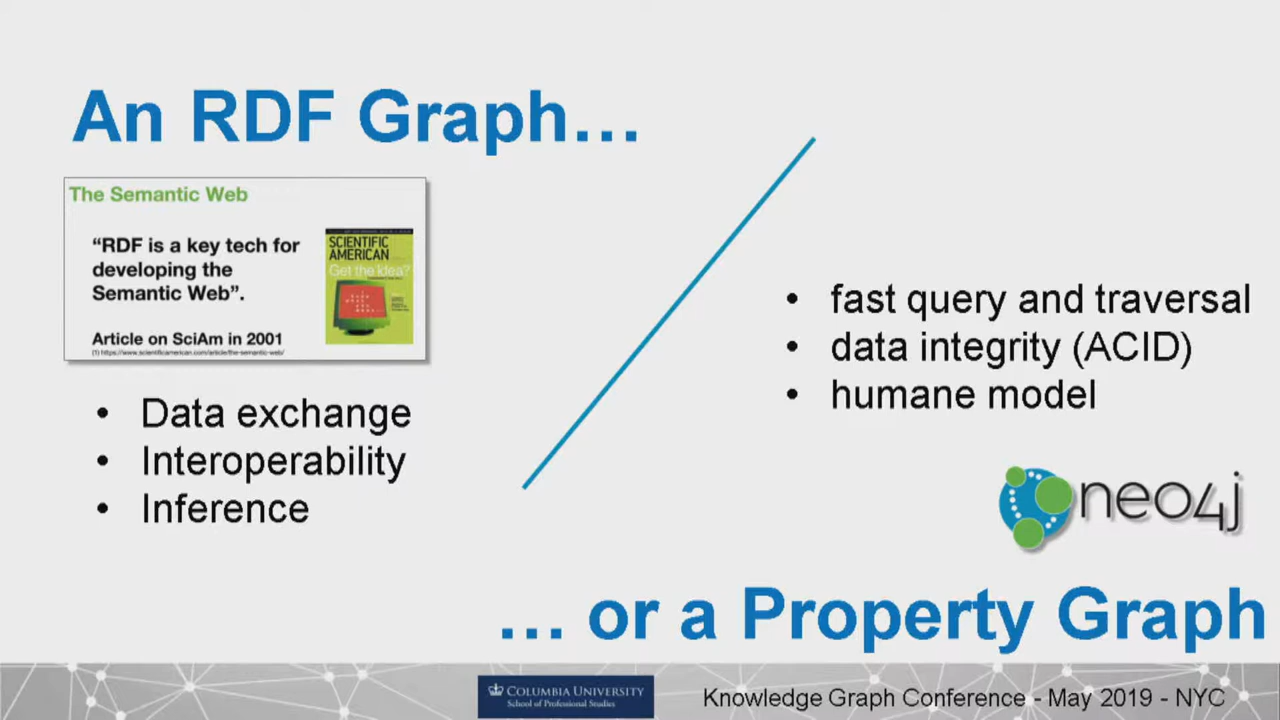 An RDF Graph…
The Semantic Web
“RDF is a key tech for
developing the
Semantic Web”.
Article on SciAm in 2001
(1) https://www.scientificamerican.com/article/the-semantic-web/
SCIENTIFIC
AMERICAN
Get the Idea?
• Data exchange
• Interoperability
• Inference
• fast query and traversal
• data integrity (ACID)
• humane model
neo4j
… or a Property Graph
COLUMBIA UNIVERSITY
School of Professional Studies
Knowledge Graph Conference - May 2019 - NYC